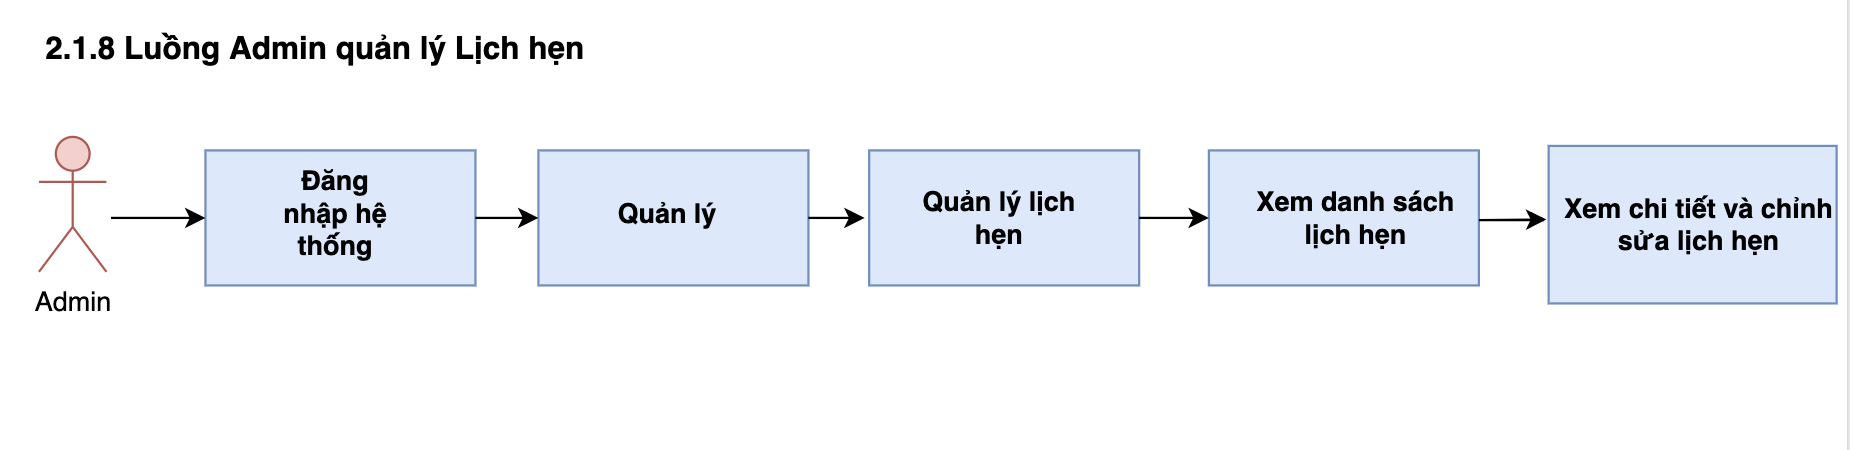 2.1.8 Luồng Admin quản lý Lịch hẹn
Admin
Đăng
nhập hệ
thống
Quản lý
Quản lý lịch
hẹn
Xem danh sách
lịch hẹn
Xem chi tiết và chỉnh
sửa lịch hẹn